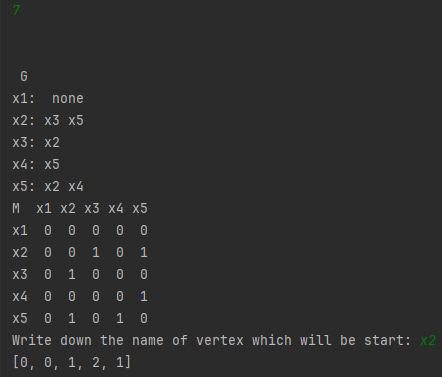 7
G
x1:  none
x2: x3 x5
x3: x2
x4: x5
x5: x2 x4
M  x1 x2 x3 x4 x5
x1  0  0  0  0  0
x2  0  0  1  0  1
x3  0  1  0  0  0
x4  0  0  0  0  1
x5  0  1  0  1  0
Write down the name of vertex which will be start: x2
[0, 0, 1, 2, 1]